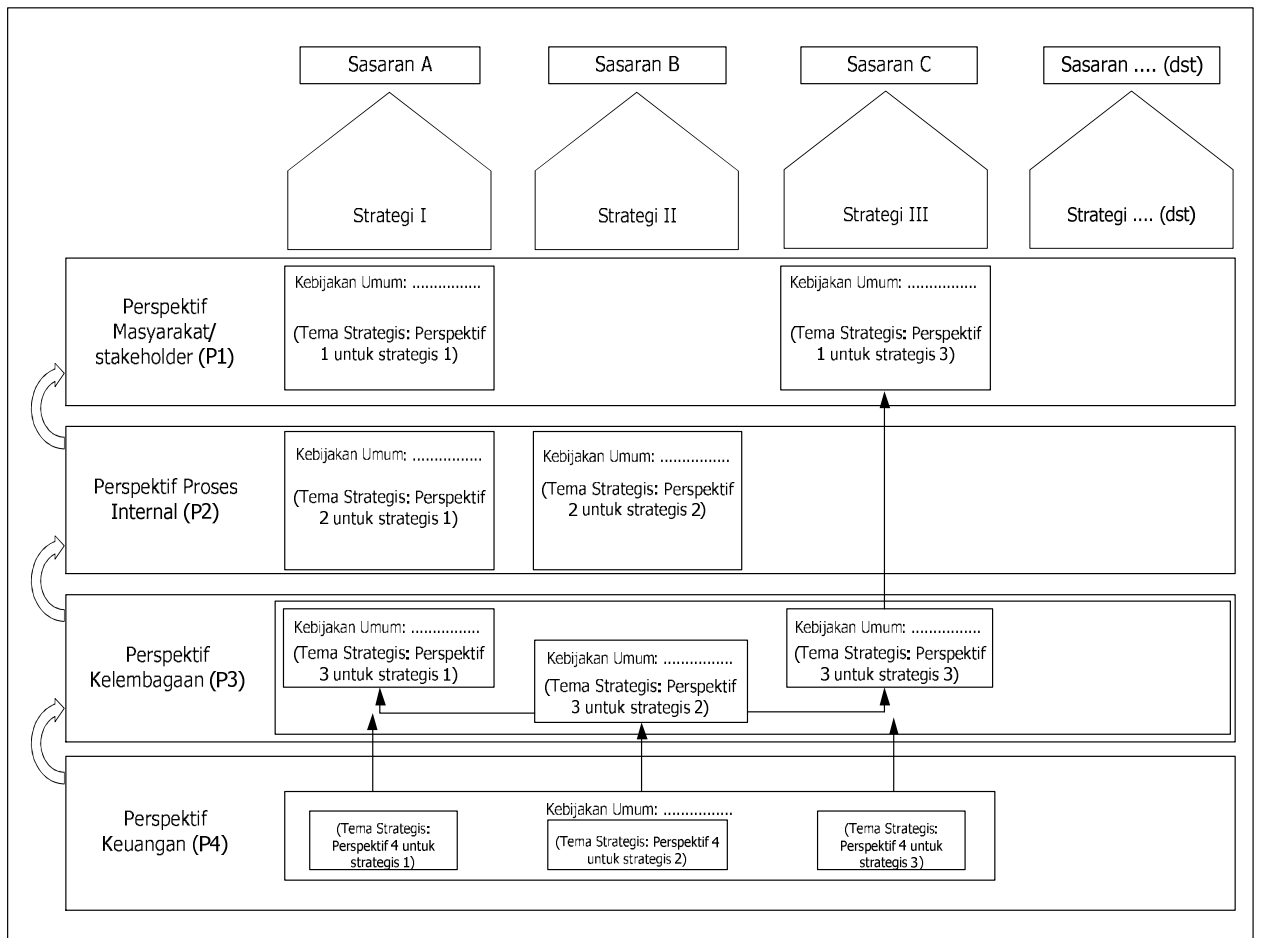 Sasaran A
Sasaran B
Sasaran C
Sasaran .... (dst)
Strategi I
Strategi II
Strategi III
Strategi .... (dst)
Perspektif
Masyarakat/
stakeholder (P1)
Kebijakan Umum: ................
(Tema Strategis: Perspektif
1 untuk strategis 1)
Kebijakan Umum: ................
(Tema Strategis: Perspektif
1 untuk strategis 3)
Perspektif Proses
Internal (P2)
Kebijakan Umum: ................
(Tema Strategis: Perspektif
2 untuk strategis 1)
Kebijakan Umum: ................
(Tema Strategis: Perspektif
2 untuk strategis 2)
Perspektif
Kelembagaan (P3)
Kebijakan Umum: ................
(Tema Strategis: Perspektif
3 untuk strategis 1)
Kebijakan Umum: ................
(Tema Strategis: Perspektif
3 untuk strategis 2)
Kebijakan Umum: ................
(Tema Strategis: Perspektif
3 untuk strategis 3)
Perspektif
Keuangan (P4)
Kebijakan Umum: ................
(Tema Strategis:
Perspektif 4 untuk
strategis 1)
(Tema Strategis: Perspektif 4
untuk strategis 2)
(Tema Strategis:
Perspektif 4 untuk
strategis 3)